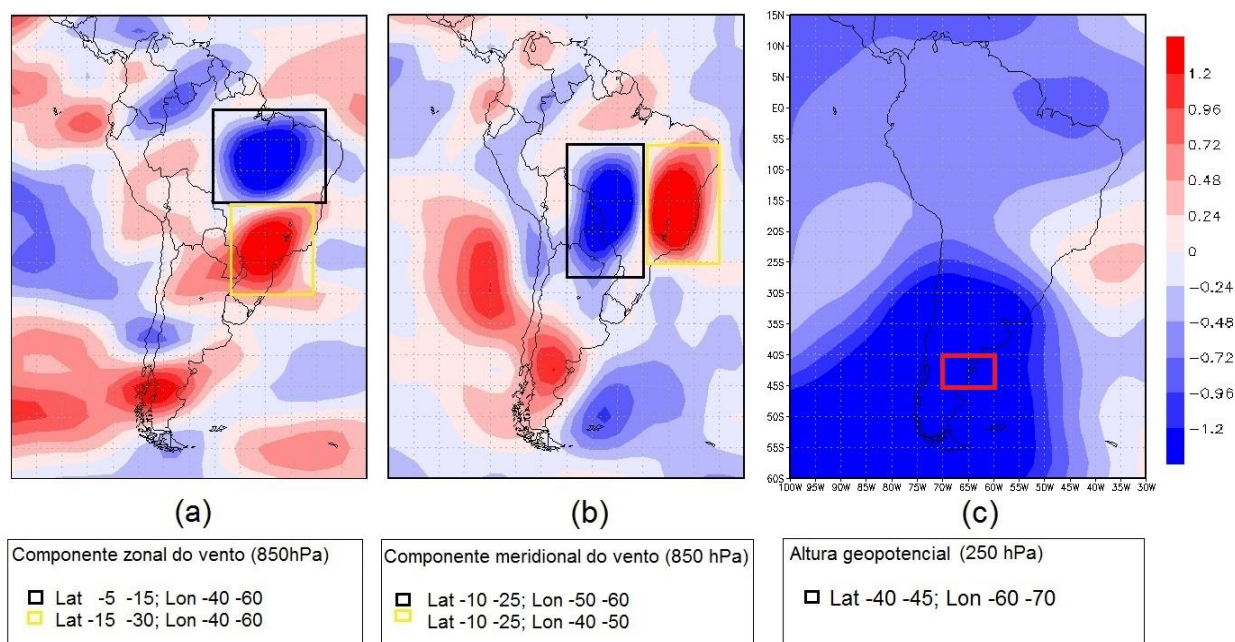 15N
10N
5N
EQ
5S
10S
15S
20S
25S
30S
35S
40S
45S
50S
55S
60S
100W 95W 90W 85W 80W 75W 70W 65W 60W 55W 50W 45W 40W 35W 30W
1.2
0.96
0.72
0.48
0.24
0
-0.24
-0.48
-0.72
-0.96
-1.2
(a)
(b)
(c)
Componente zonal do vento (850hPa)
Lat -5 -15; Lon -40 -60
Lat -15 -30; Lon -40 -60
Componente meridional do vento (850 hPa)
Lat -10 -25; Lon -50 -60
Lat -10 -25; Lon -40 -50
Altura geopotencial (250 hPa)
Lat -40 -45; Lon -60 -70